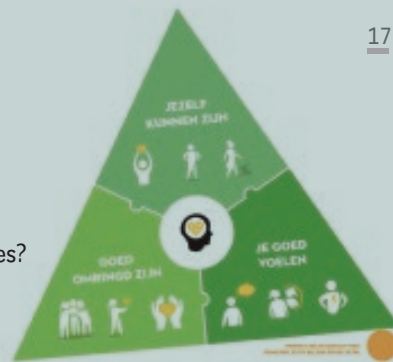 17
JEZELF
KUNNEN ZIJN
es?
GOED
OMRINGD ZIJN
JE GOED
VOELEN